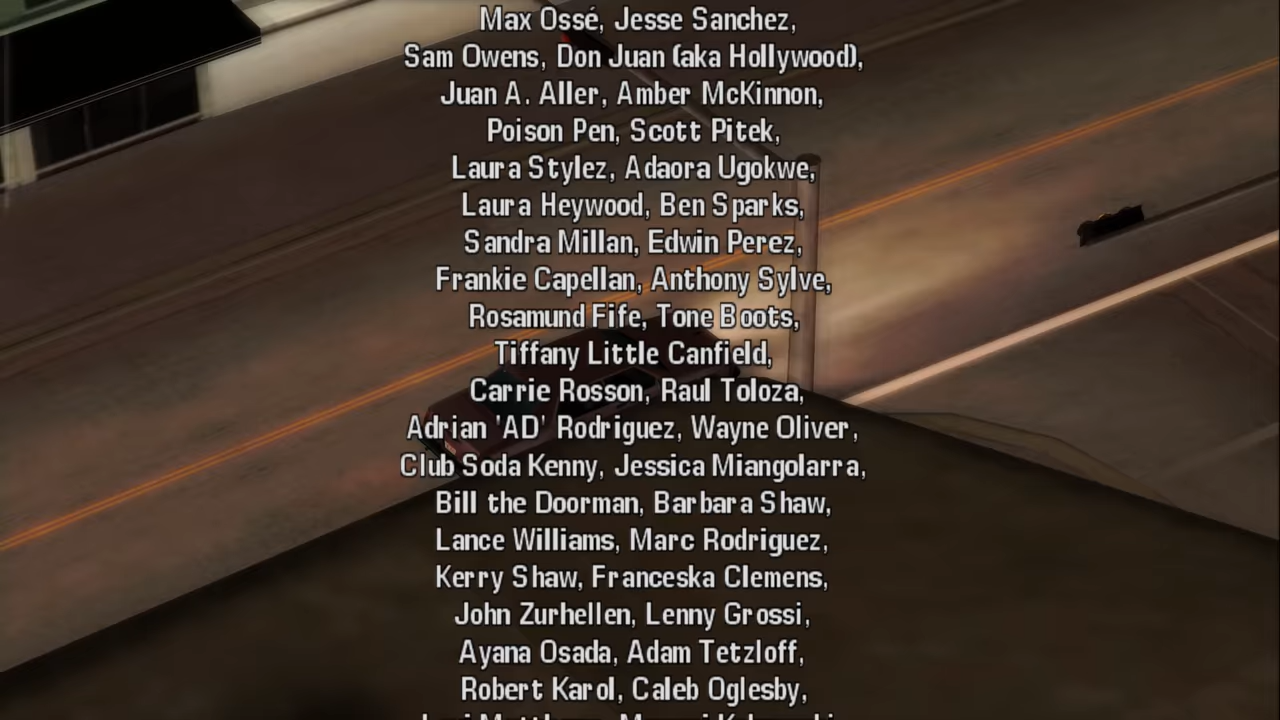 Max Ossé, Jesse Sanchez,
Sam Owens, Don Juan (aka Hollywood),
Juan A. Aller, Amber McKinnon,
Poison Pen, Scott Pitek,
Laura Stylez, Adaora Ugokwe,
Laura Heywood, Ben Sparks,
Sandra Millan, Edwin Perez,
Frankie Capellan, Anthony Sylve,
Rosamund Fife, Tone Boots,
Tiffany Little Canfield,
Carrie Rosson, Raul Toloza,
Adrian 'AD' Rodriguez, Wayne Oliver,
Club Soda Kenny, Jessica Miangolarra,
Bill the Doorman, Barbara Shaw,
Lance Williams, Marc Rodriguez,
Kerry Shaw, Franceska Clemens,
John Zurhellen, Lenny Grossi,
Ayana Osada, Adam Tetzloff,
Robert Karol, Caleb Oglesby,